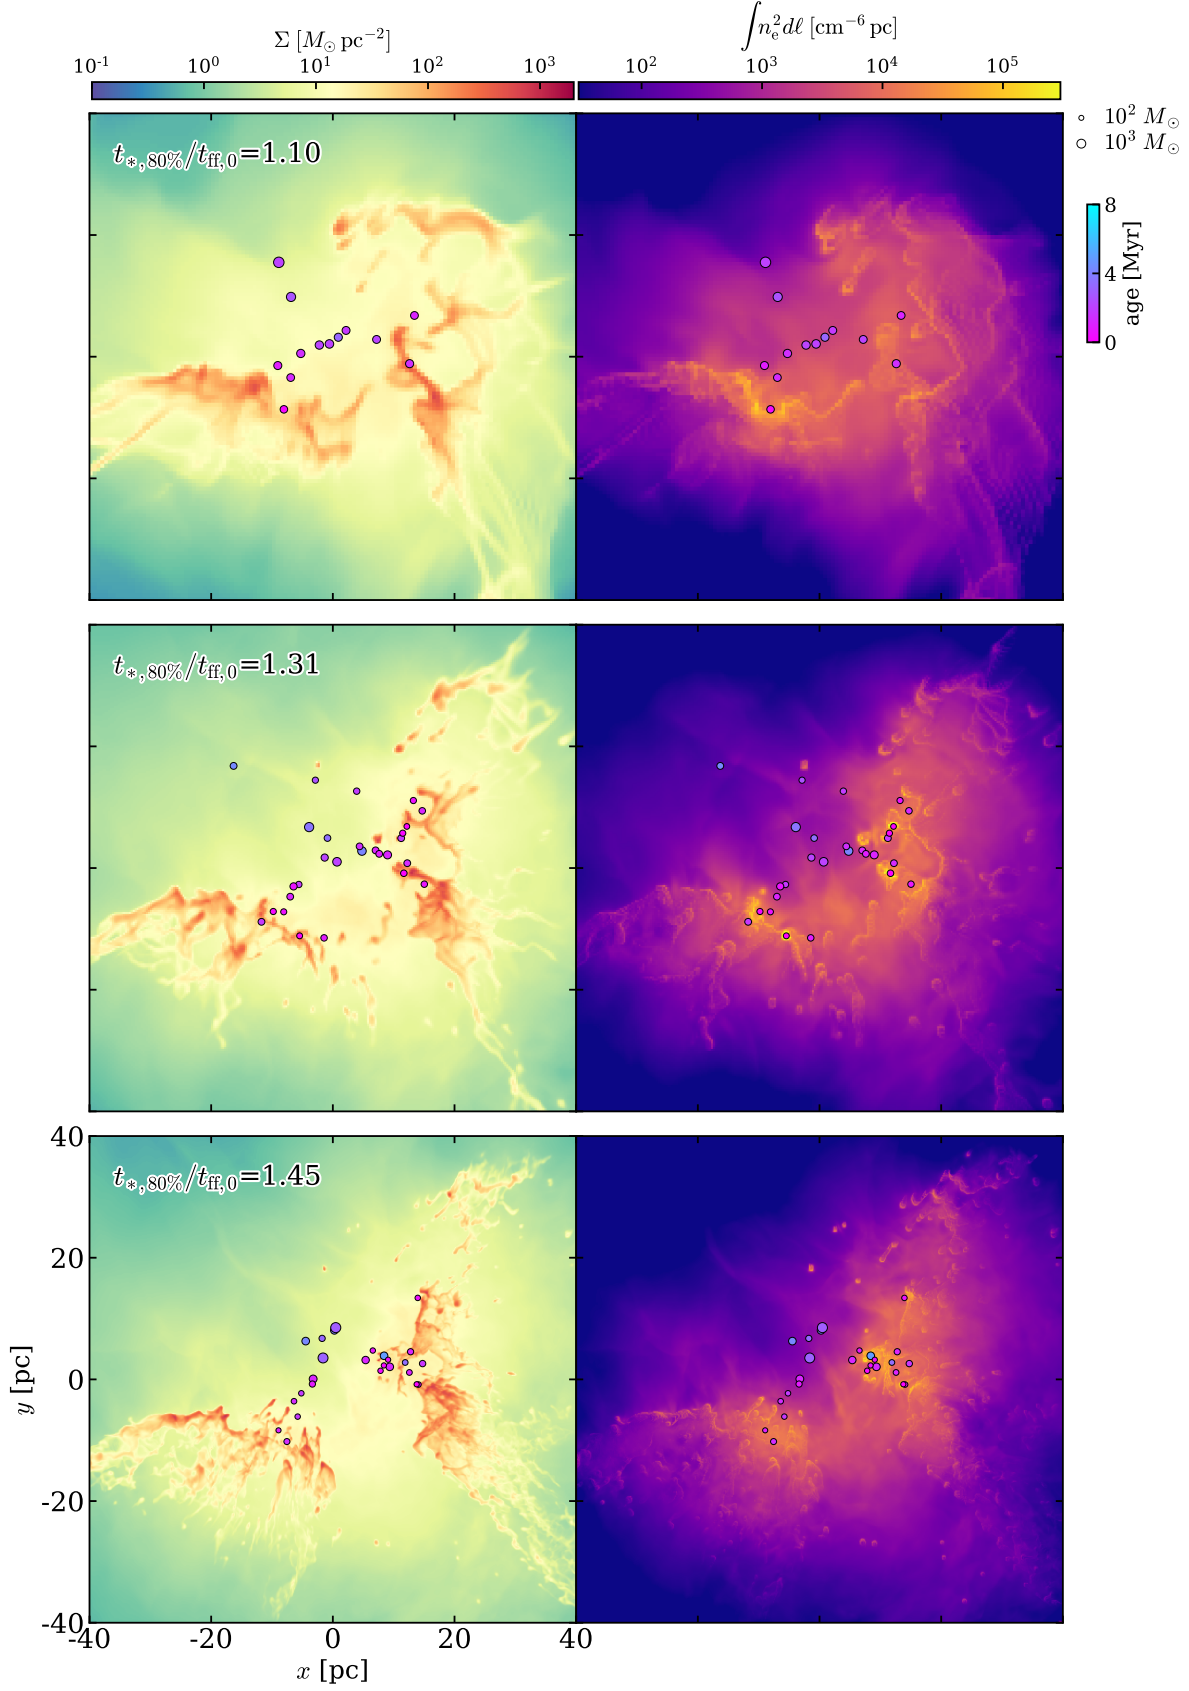 Σ [M⊙ pc⁻²]
∫nₑ²dℓ [cm⁻⁶ pc]
10⁻¹ 10⁰ 10¹ 10² 10³
10² 10³ 10⁴ 10⁵
10² M⊙
10³ M⊙
t∗,80%/tff,0=1.10
8
4
0
age [Myr]
t∗,80%/tff,0=1.31
t∗,80%/tff,0=1.45
40
20
0
-20
-40
y [pc]
-40 -20 0 20 40
x [pc]